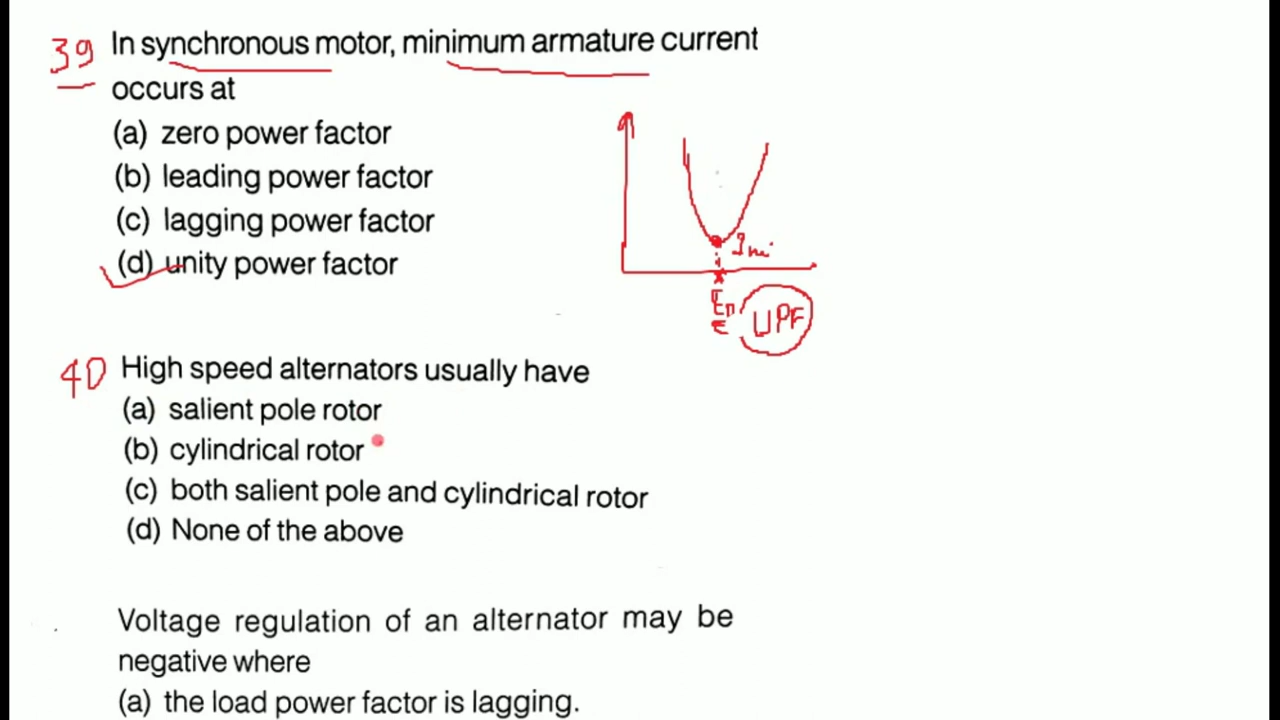 39 In synchronous motor, minimum armature current
occurs at
(a) zero power factor
(b) leading power factor
(c) lagging power factor
(d) unity power factor
UPF
40 High speed alternators usually have
(a) salient pole rotor
(b) cylindrical rotor
(c) both salient pole and cylindrical rotor
(d) None of the above
Voltage regulation of an alternator may be
negative where
(a) the load power factor is lagging.